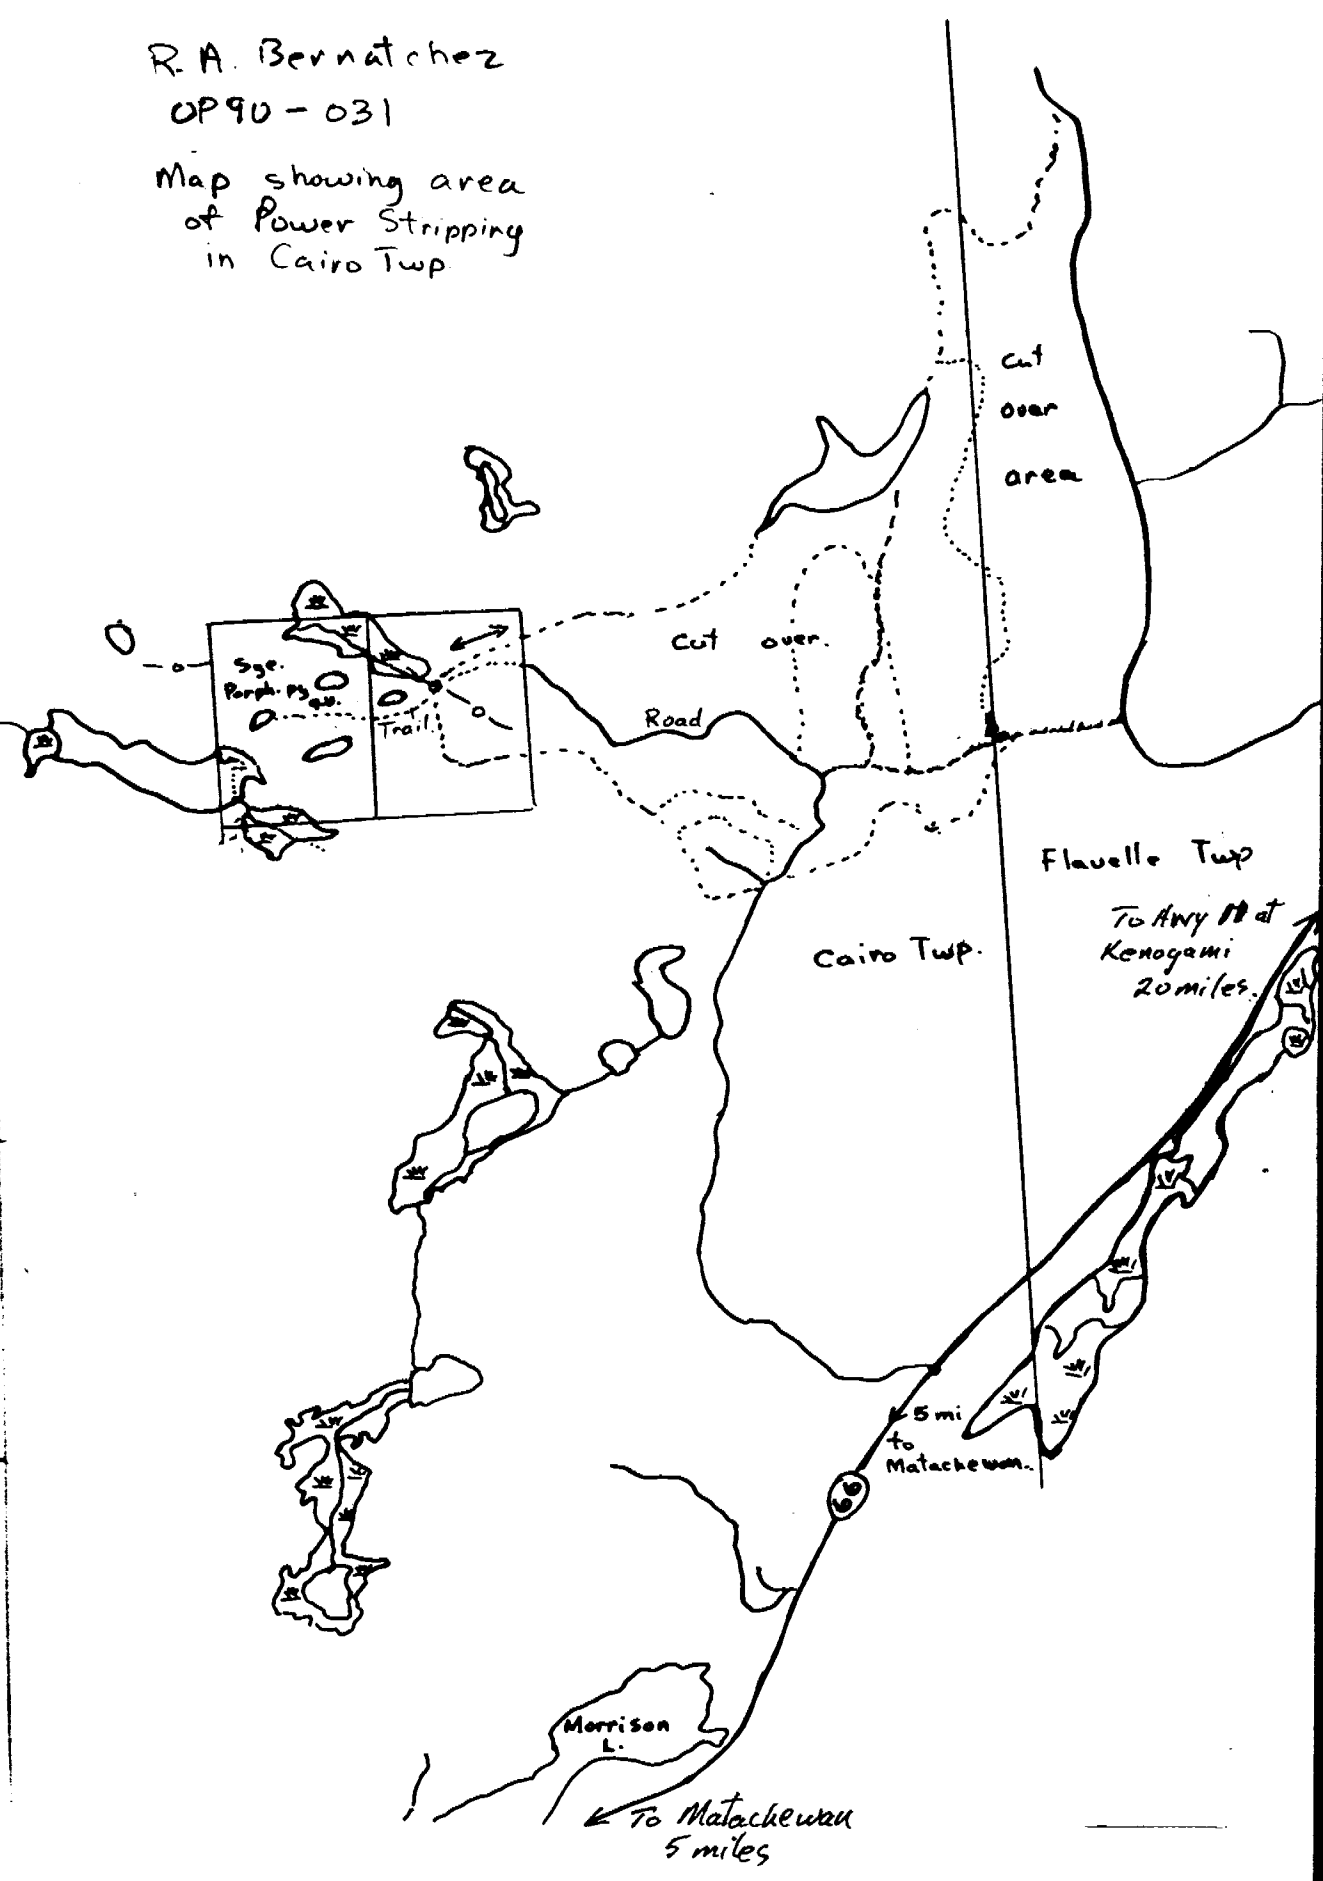 R. A. Bernatchez
OP90-031
Map showing area
of Power Stripping
in Cairo Twp.
Cut
over
area
Cut over.
Sye.
Porph.
Trail.
Road
Flavelle Twp
To Hwy 11 at
Kenogami
20 miles.
Cairo Twp.
5 mi
to
Matachewan.
66
Morrison
L.
To Matachewan
5 miles